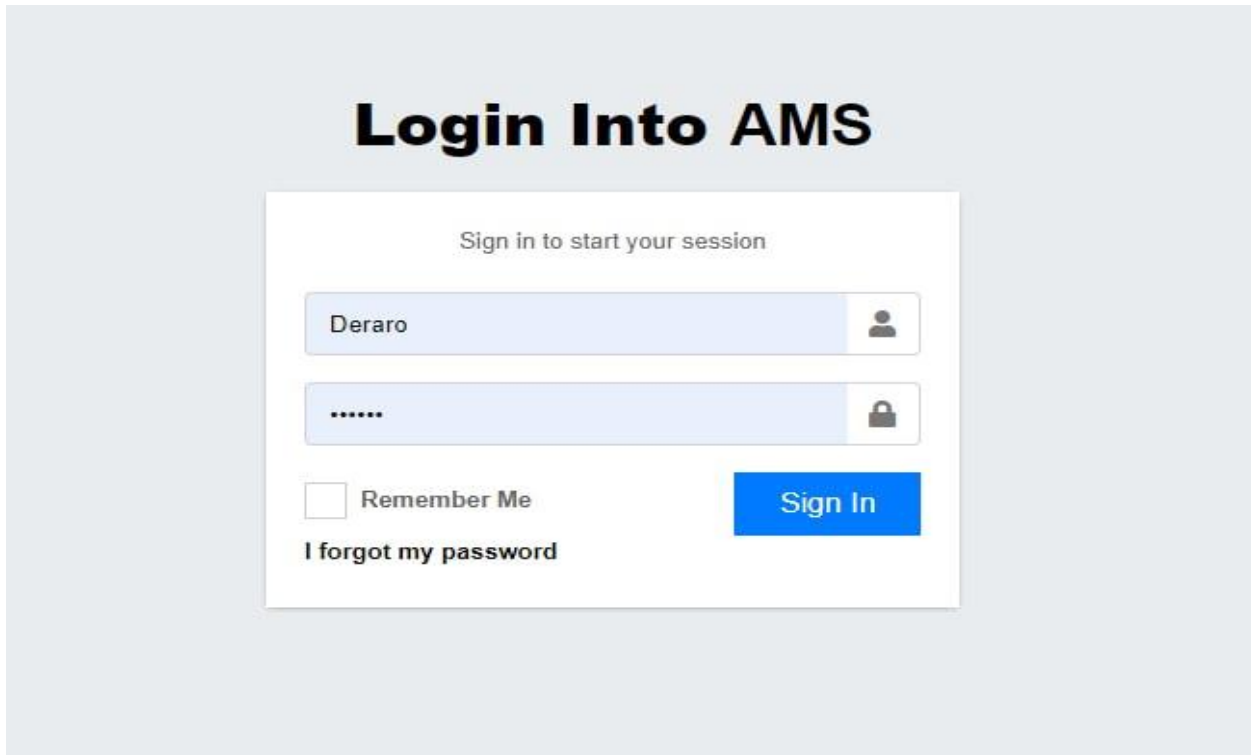 Login Into AMS
Sign in to start your session
Deraro
••••••
Remember Me
Sign In
I forgot my password